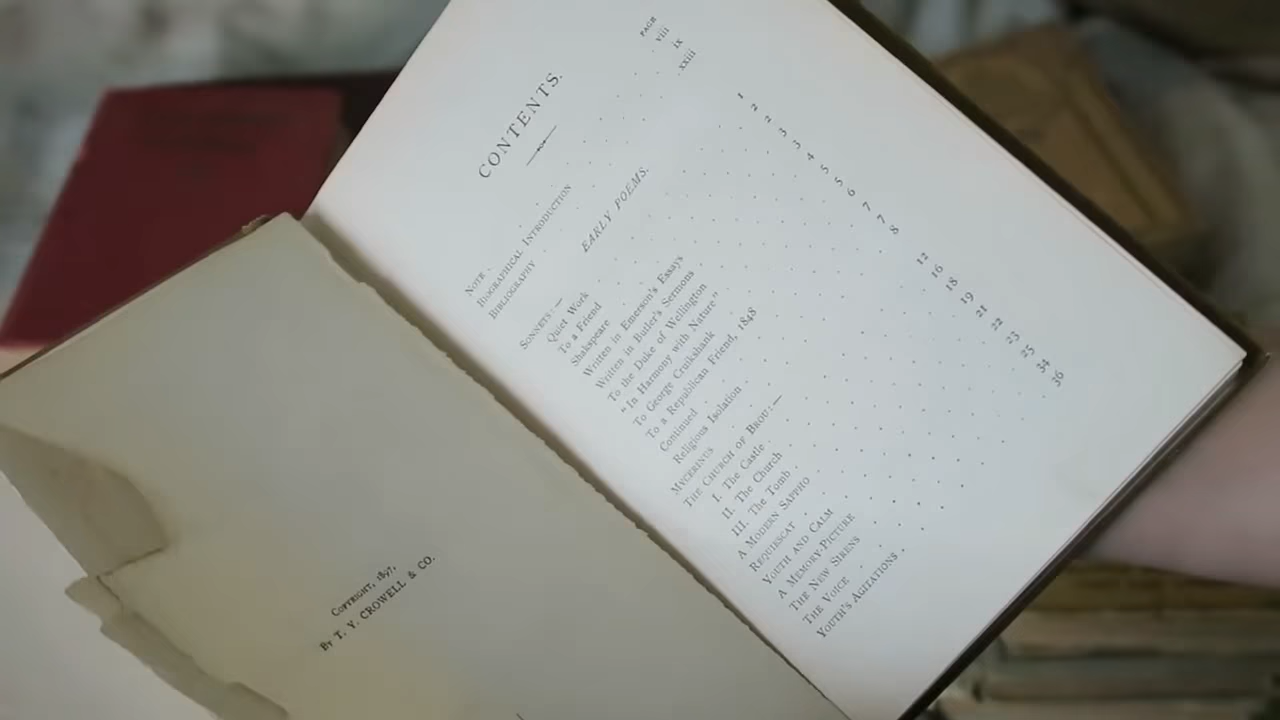 COPYRIGHT, 1897,
BY T. Y. CROWELL & CO.
CONTENTS.
PAGE
NOTE . . . viii
BIOGRAPHICAL INTRODUCTION . . . ix
BIBLIOGRAPHY . . . xxiii
EARLY POEMS.
SONNETS:—
Quiet Work . . . 1
To a Friend . . . 2
Shakspeare . . . 2
Written in Emerson's Essays . . . 3
Written in Butler's Sermons . . . 3
To the Duke of Wellington . . . 4
"In Harmony with Nature" . . . 5
To George Cruikshank . . . 5
To a Republican Friend, 1848 . . . 6
Continued . . . 7
Religious Isolation . . . 7
MYCERINUS . . . 8
THE CHURCH OF BROU:—
I. The Castle . . . 12
II. The Church . . . 16
III. The Tomb . . . 18
A MODERN SAPPHO . . . 19
REQUIESCAT . . . 21
YOUTH AND CALM . . . 22
A MEMORY-PICTURE . . . 23
THE NEW SIRENS . . . 25
THE VOICE . . . 34
YOUTH'S AGITATIONS . . . 36